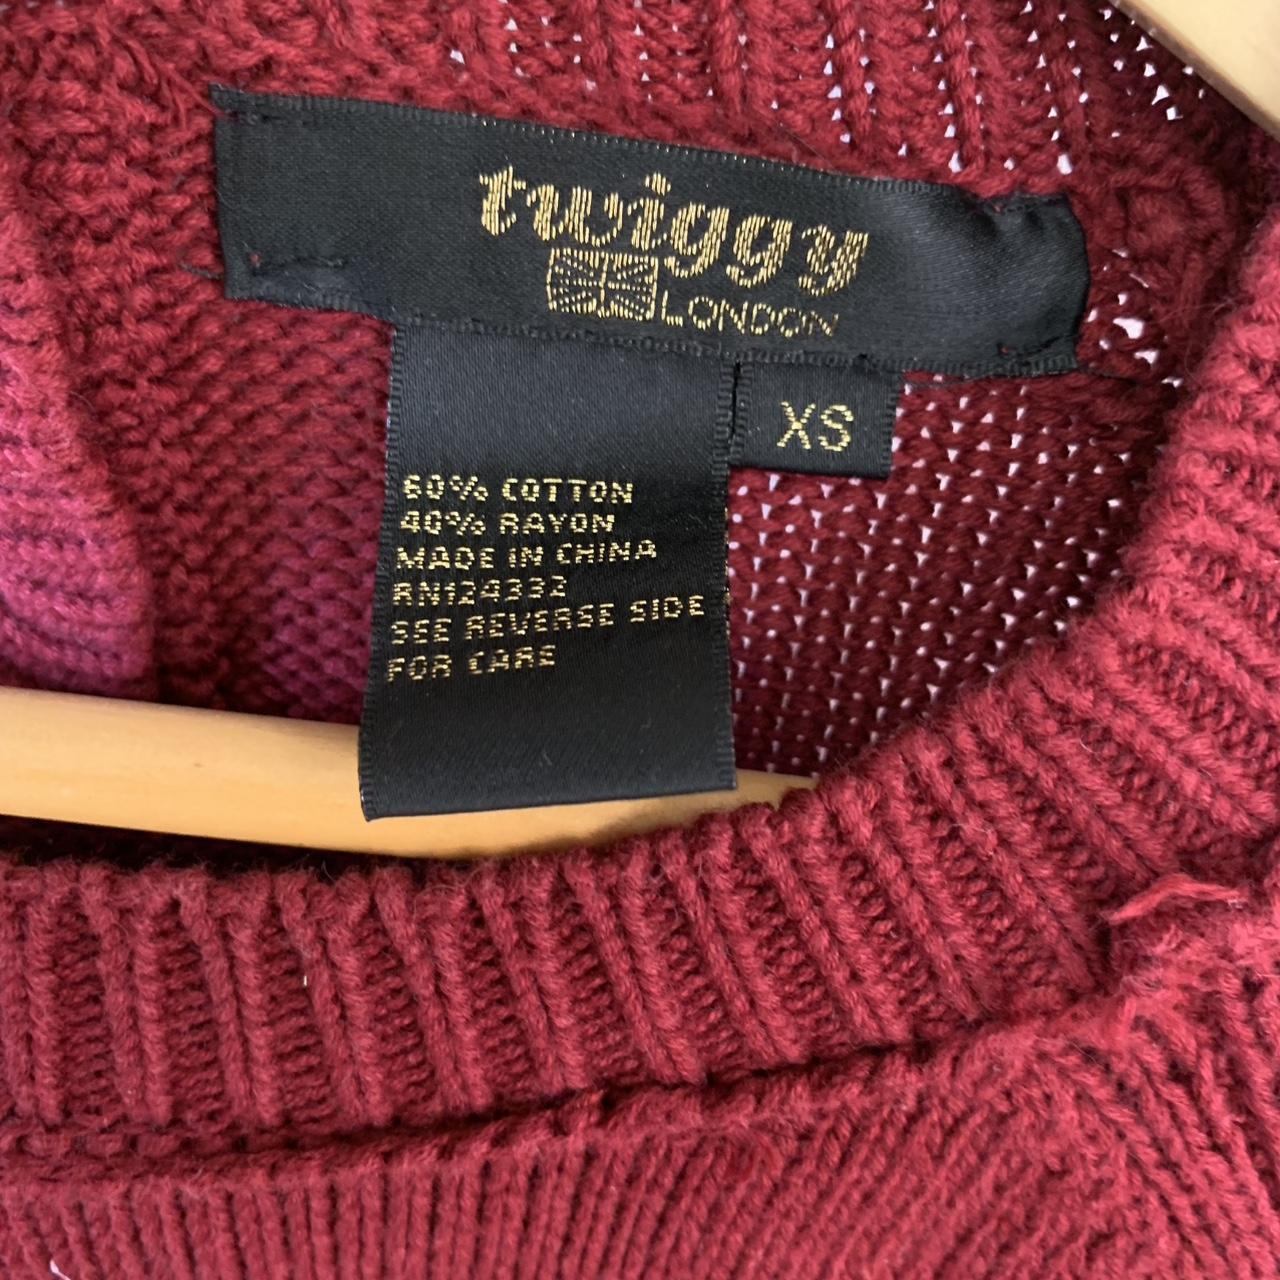 twiggy
LONDON
XS
60% COTTON
40% RAYON
MADE IN CHINA
RN124332
SEE REVERSE SIDE
FOR CARE